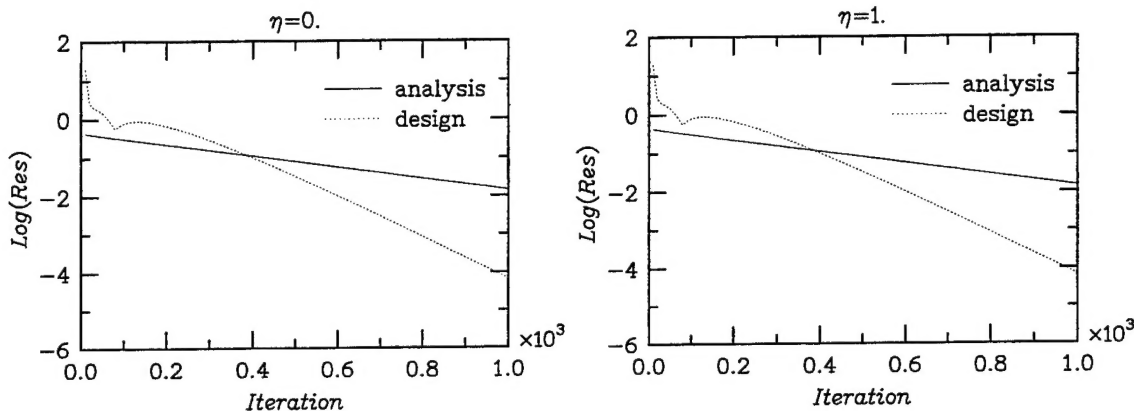 η=0.
2
0
−2
−4
−6
Log(Res)
analysis
design
0.0 0.2 0.4 0.6 0.8 1.0
×10³
Iteration
η=1.
2
0
−2
−4
−6
Log(Res)
analysis
design
0.0 0.2 0.4 0.6 0.8 1.0
×10³
Iteration